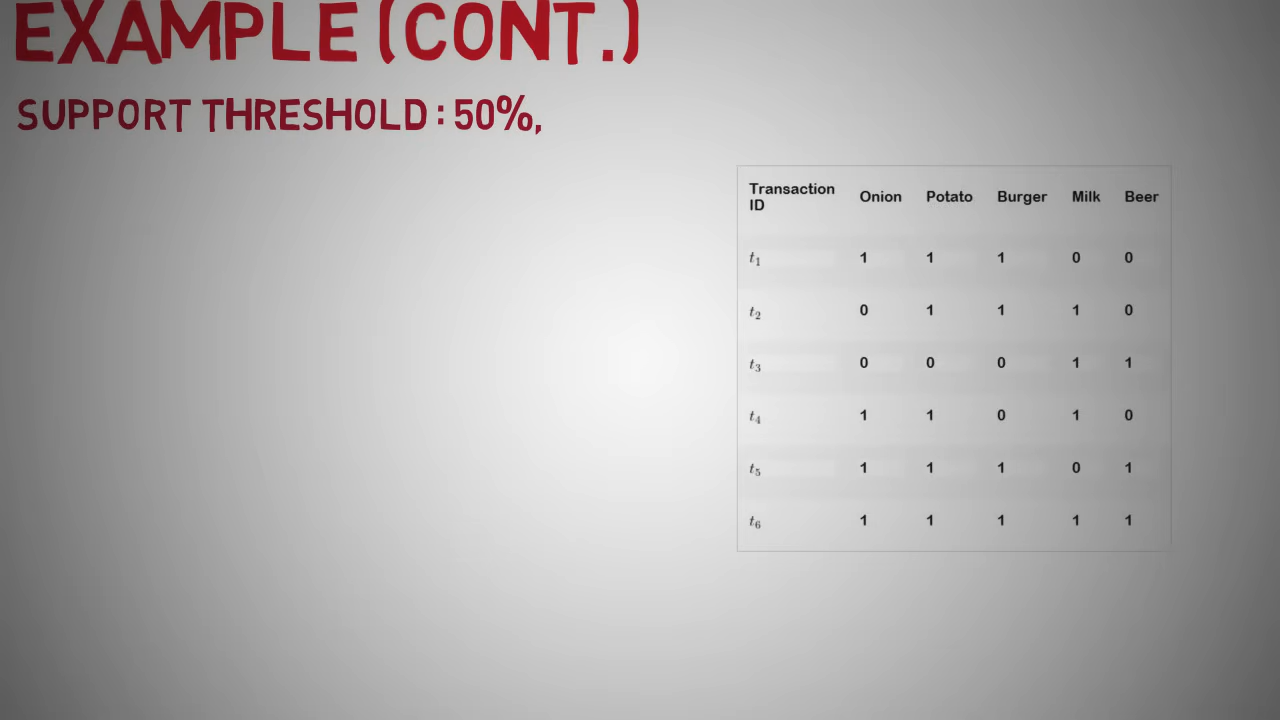 EXAMPLE (CONT.)
SUPPORT THRESHOLD : 50%,
Transaction ID Onion Potato Burger Milk Beer
t1 1 1 1 0 0
t2 0 1 1 1 0
t3 0 0 0 1 1
t4 1 1 0 1 0
t5 1 1 1 0 1
t6 1 1 1 1 1